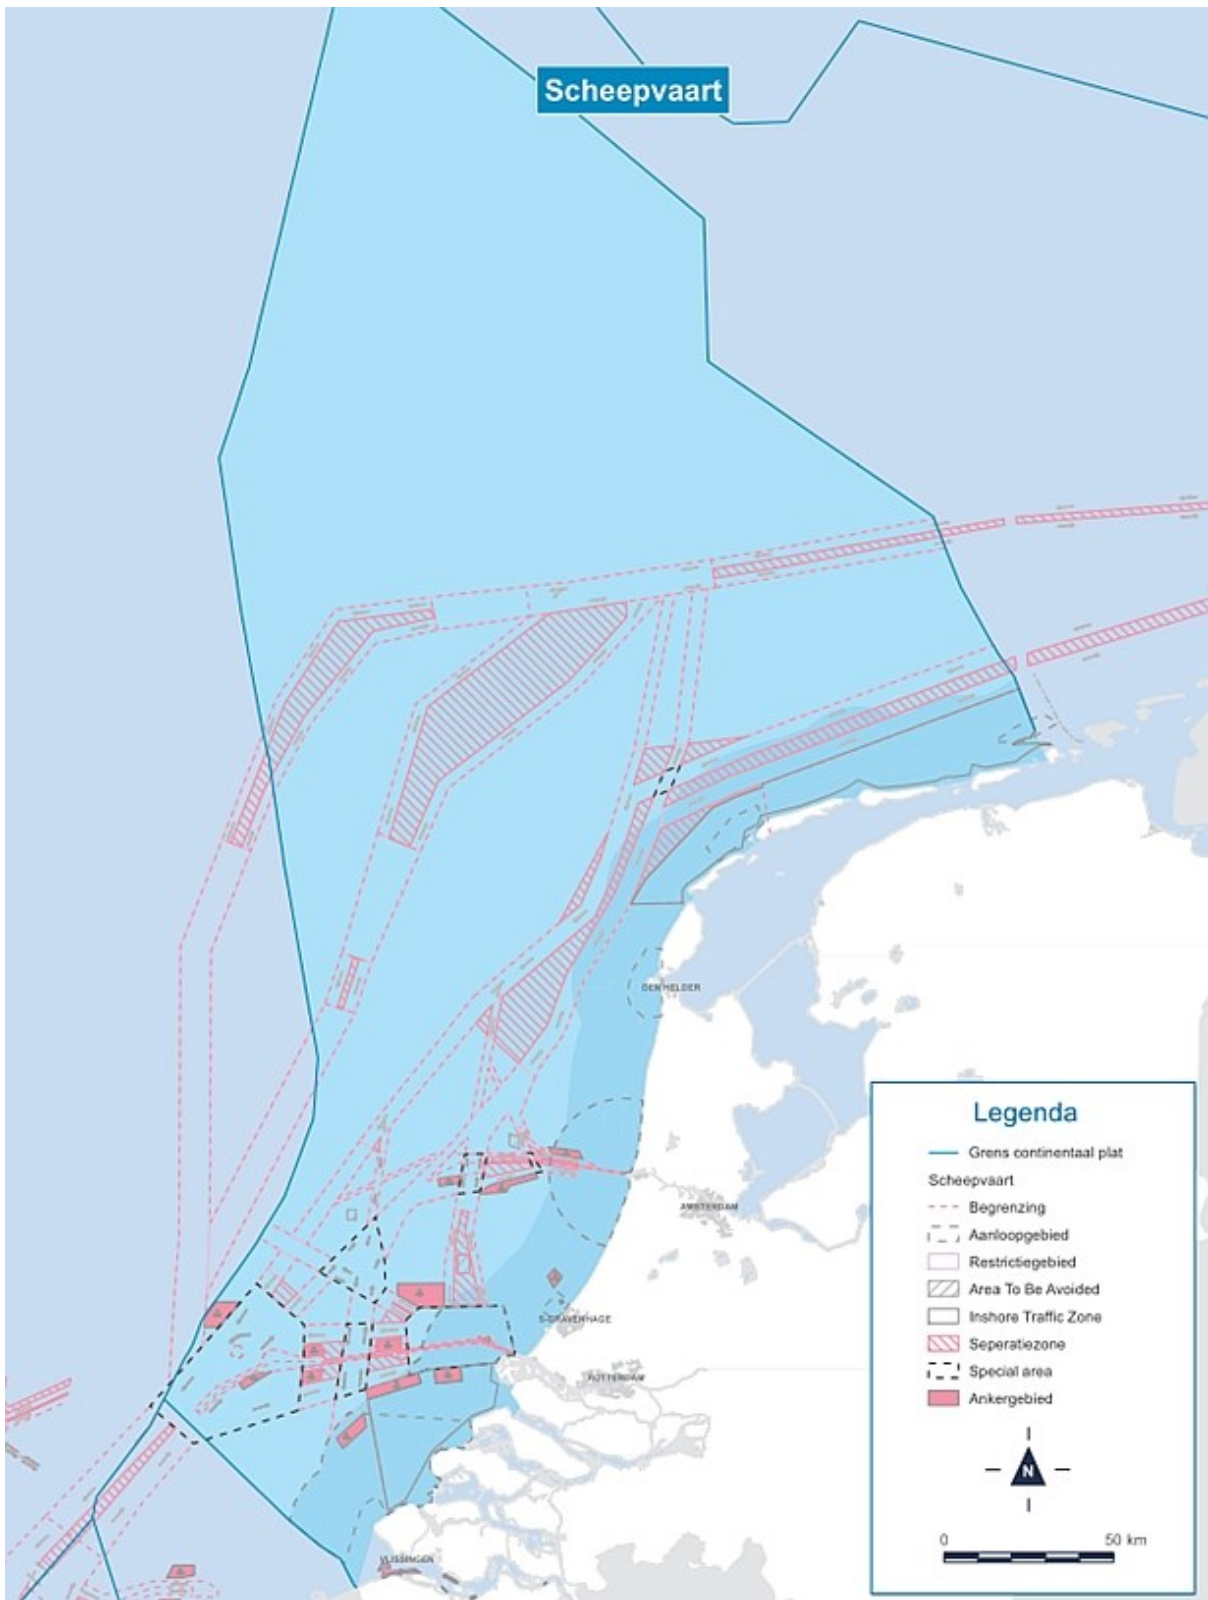 Scheepvaart
DEN HELDER
AMSTERDAM
S-GRAVENHAGE
ROTTERDAM
VLISSINGEN
Legenda
Grens continentaal plat
Scheepvaart
Begrenzing
Aanloopgebied
Restrictiegebied
Area To Be Avoided
Inshore Traffic Zone
Seperatiezone
Special area
Ankergebied
N
0 50 km